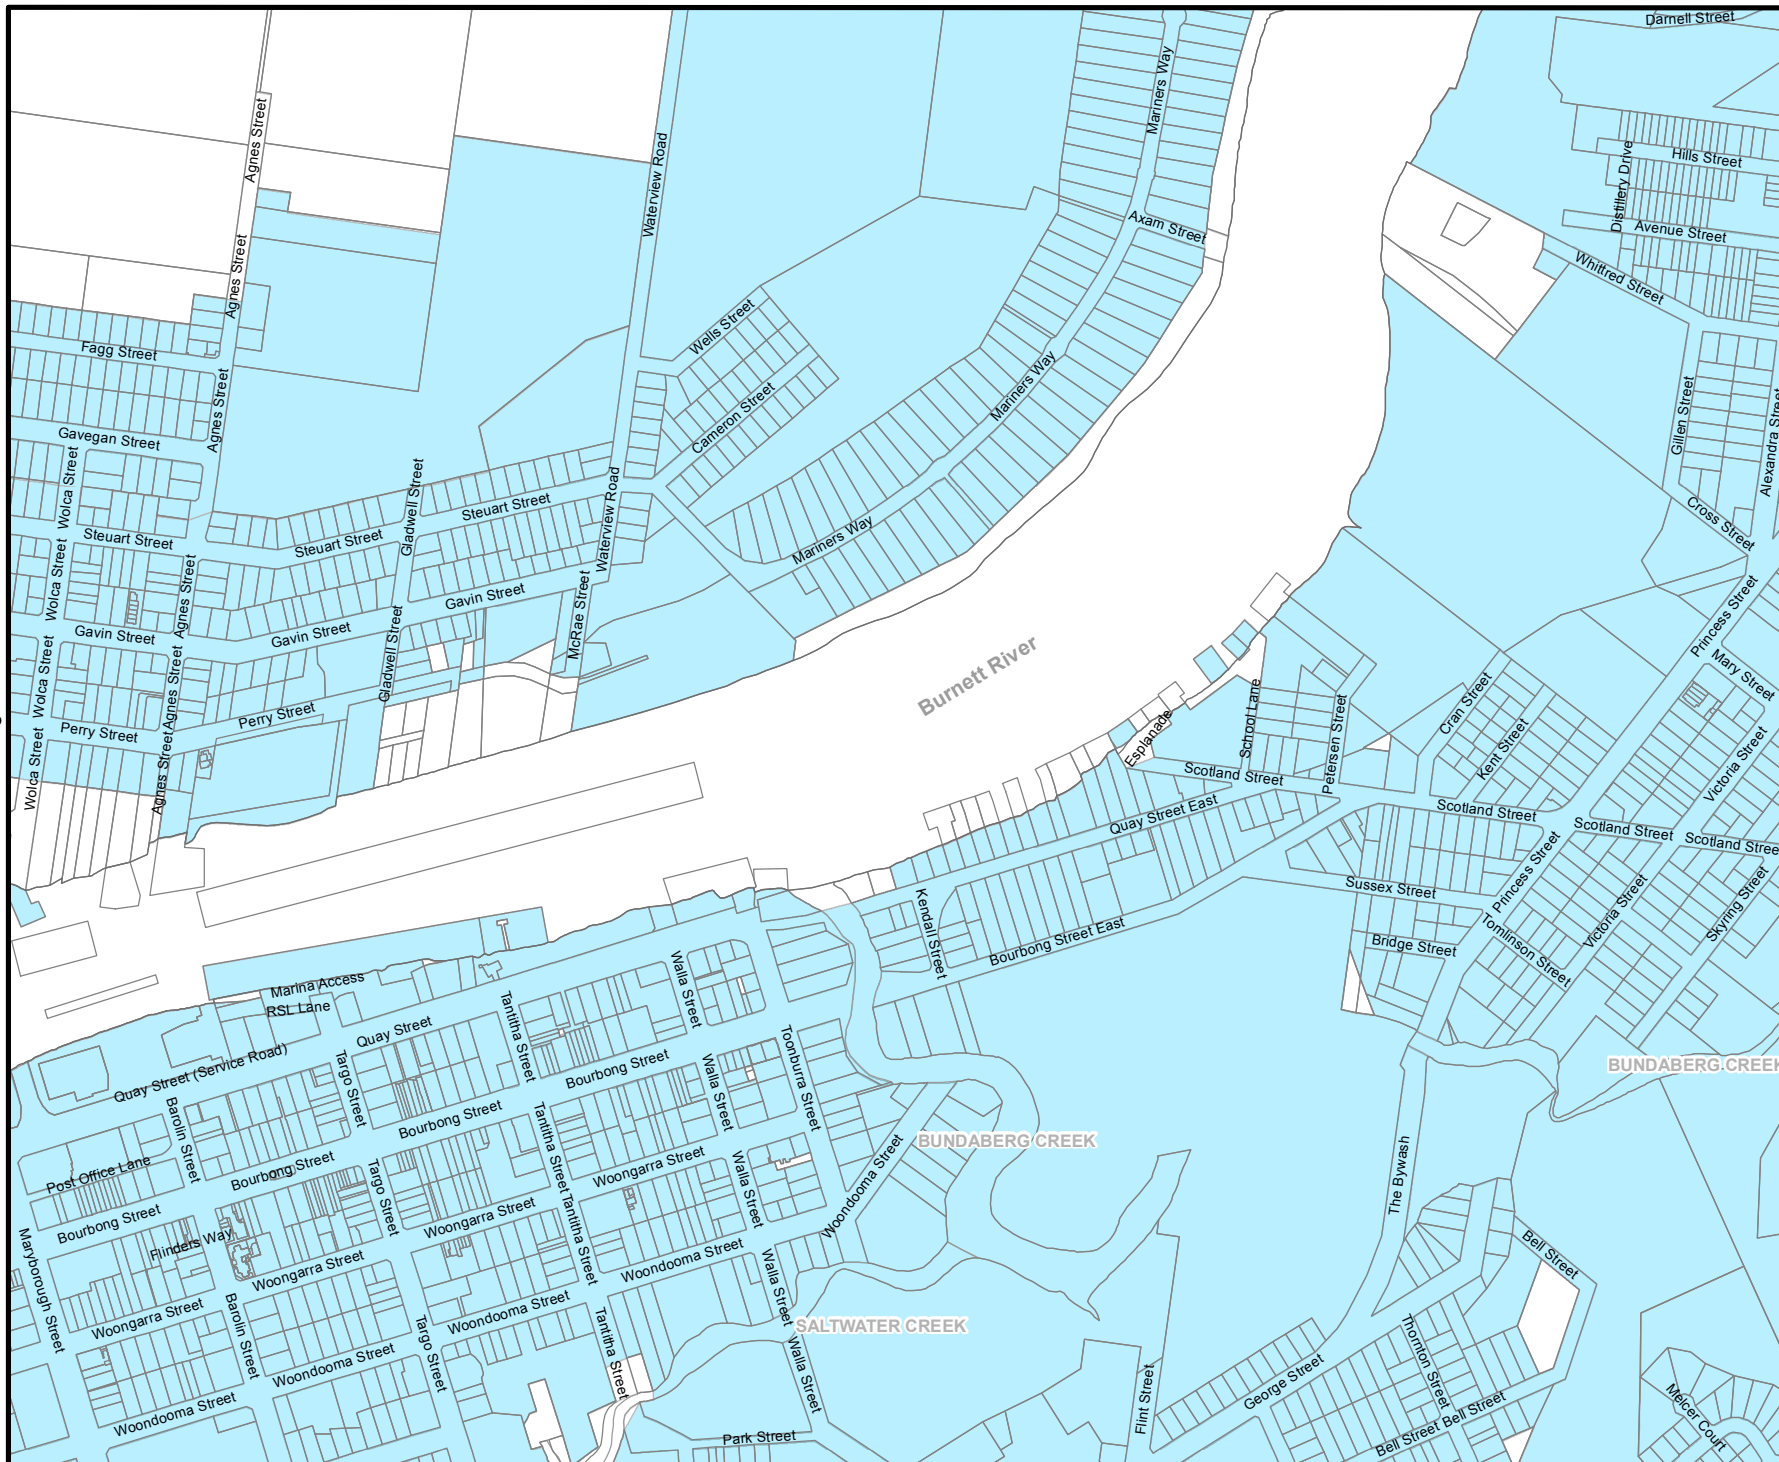 Darnell Street
Mariners Way
Agnes Street
Waterview Road
Hills Street
Distillery Drive
Axam Street
Avenue Street
Agnes Street
Whittred Street
Wells Street
Fagg Street
Mariners Way
Agnes Street
Cameron Street
Gillen Street
Alexandra Street
Gavegan Street
Wolca Street
Gladwell Street
Steuart Street
Waterview Road
Mariners Way
Cross Street
Steuart Street
Steuart Street
Wolca Street
Agnes Street
Gavin Street
McRae Street
Princess Street
Gavin Street
Gavin Street
Gladwell Street
Wolca Street
Agnes Street
Burnett River
Mary Street
Cran Street
School Lane
Petersen Street
Kent Street
Perry Street
Perry Street
Esplanade
Victoria Street
Wolca Street
Agnes Street
Scotland Street
Quay Street East
Scotland Street
Scotland Street
Scotland Stree
Princess Street
Sussex Street
Kendall Street
Victoria Street
Skyring Street
Bourbong Street East
Bridge Street
Tomlinson Street
Marina Access
RSL Lane
Walla Street
Tantitha Street
Quay Street
Quay Street (Service Road)
Targo Street
Bourbong Street
Toonburra Street
Walla Street
BUNDABERG CREEK
Barolin Street
Bourbong Street
BUNDABERG CREEK
Post Office Lane
Bourbong Street
Tantitha Street
Woongarra Street
Walla Street
Woondooma Street
The Bywash
Bourbong Street
Targo Street
Woongarra Street
Flinders Way
Tantitha Street
Bell Street
Maryborough Street
Woongarra Street
Woondooma Street
Walla Street
Woongarra Street
Barolin Street
Woondooma Street
SALTWATER CREEK
Targo Street
Tantitha Street
Walla Street
Thornton Street
Woondooma Street
George Street
Flint Street
Woondooma Street
Bell Street
Bell Street
Melcer Court
Park Street